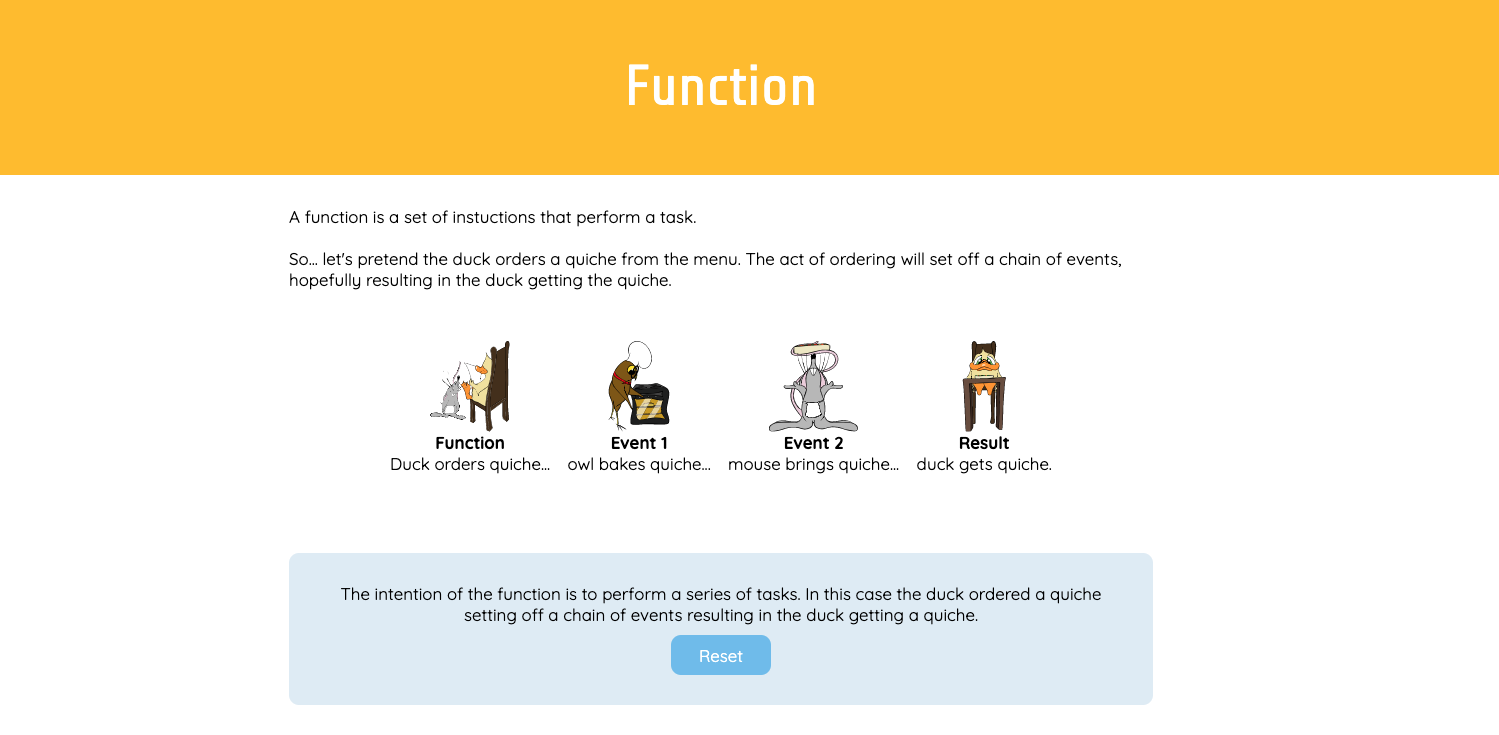 Function
A function is a set of instuctions that perform a task.
So... let's pretend the duck orders a quiche from the menu. The act of ordering will set off a chain of events,
hopefully resulting in the duck getting the quiche.
Function
Duck orders quiche...
Event 1
owl bakes quiche...
Event 2
mouse brings quiche...
Result
duck gets quiche.
The intention of the function is to perform a series of tasks. In this case the duck ordered a quiche
setting off a chain of events resulting in the duck getting a quiche.
Reset